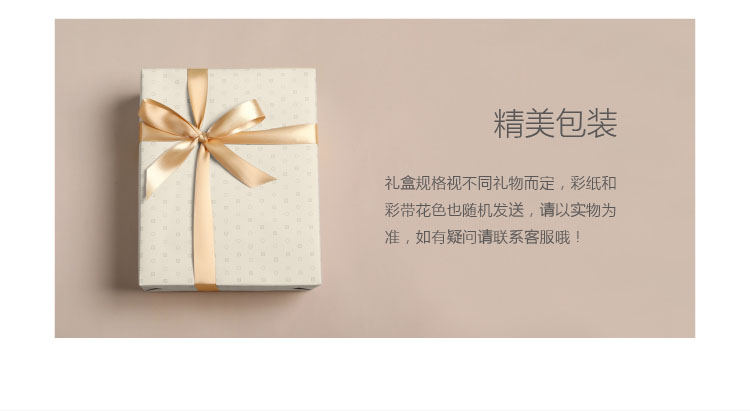 精美包装
礼盒规格视不同礼物而定，彩纸和
彩带花色也随机发送，请以实物为
准，如有疑问请联系客服哦！